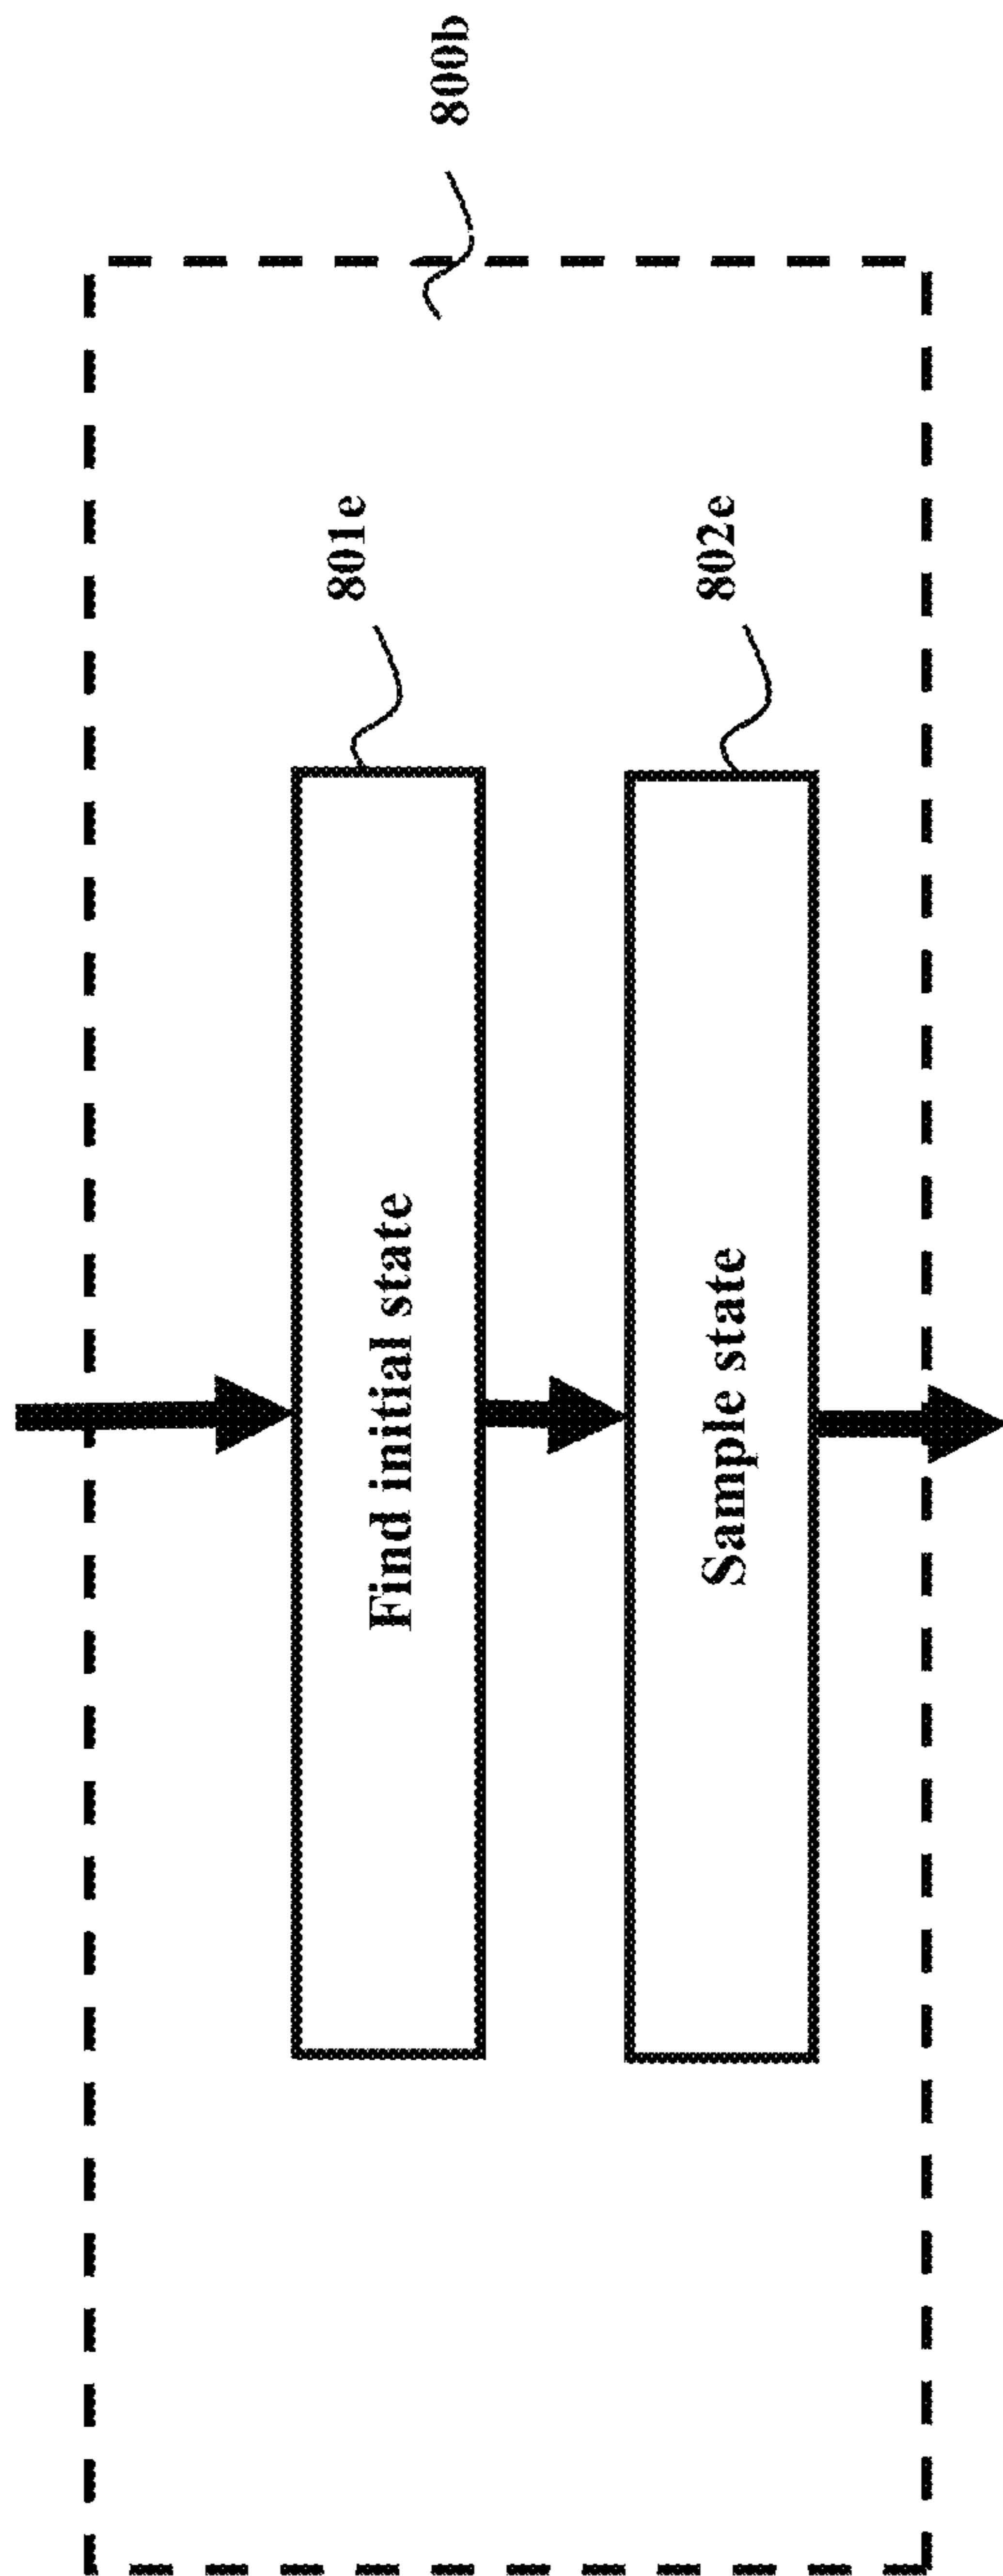 800b
801e
Find initial state
802e
Sample state